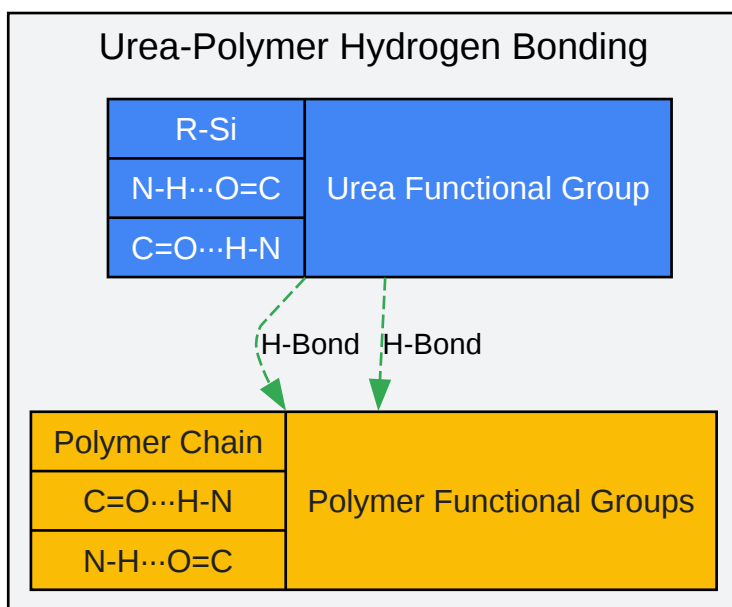 Urea-Polymer Hydrogen Bonding
R-Si
N-H···O=C
C=O···H-N
Urea Functional Group
H-Bond
H-Bond
Polymer Chain
C=O···H-N
N-H···O=C
Polymer Functional Groups